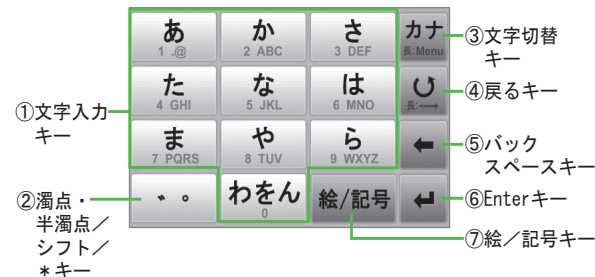 あ
1 .@
か
2 ABC
さ
3 DEF
カナ
長:Menu
た
4 GHI
な
5 JKL
は
6 MNO
長:→
ま
7 PQRS
や
8 TUV
ら
9 WXYZ
゛ ゜
わをん
0
絵/記号
①文字入力
キー
②濁点・
半濁点／
シフト／
＊キー
③文字切替
キー
④戻るキー
⑤バック
スペースキー
⑥Enterキー
⑦絵／記号キー